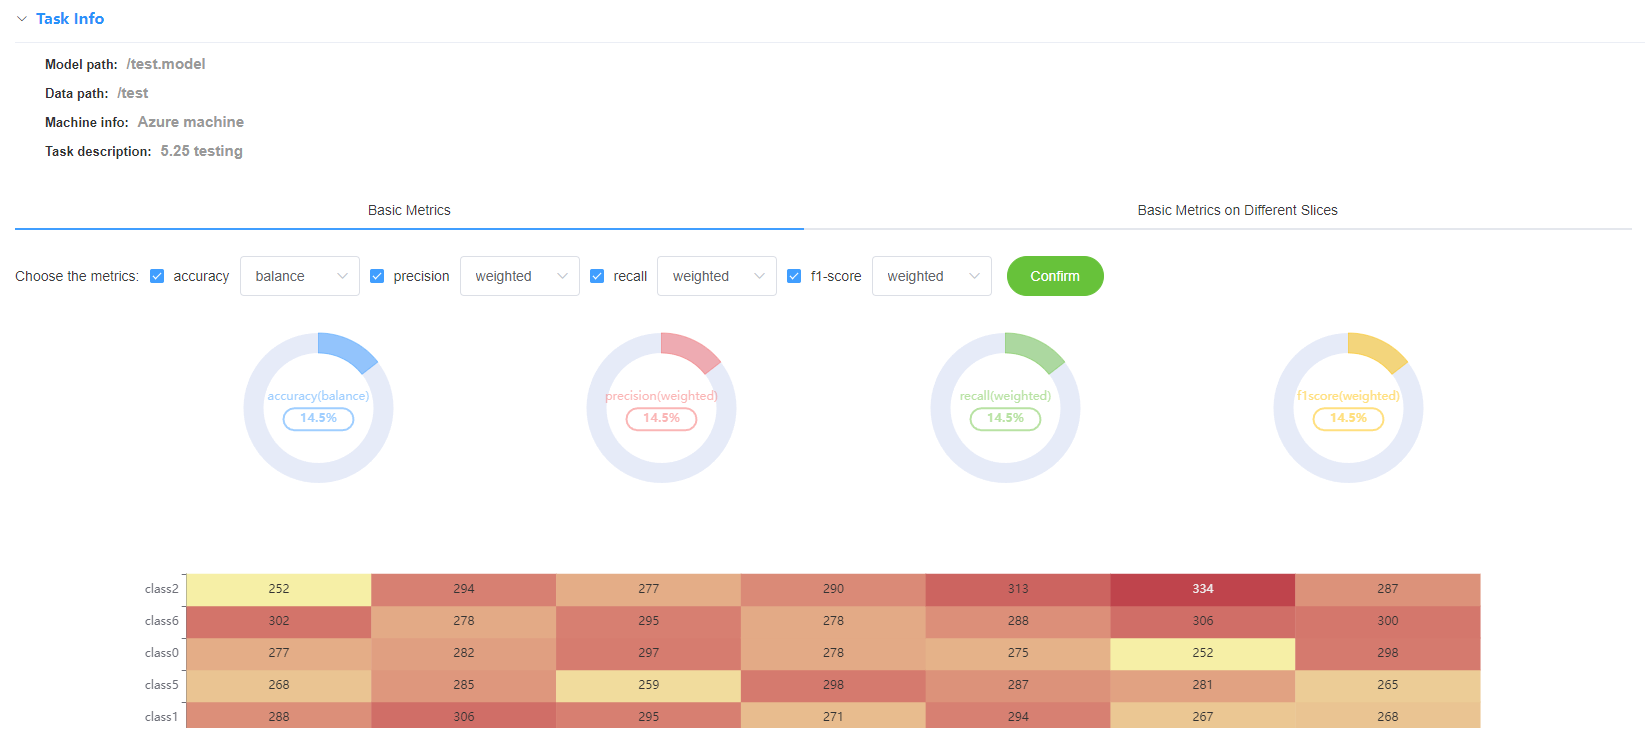 Task Info
Model path: /test.model
Data path: /test
Machine info: Azure machine
Task description: 5.25 testing
Basic Metrics Basic Metrics on Different Slices
Choose the metrics: accuracy balance precision weighted recall weighted f1-score weighted Confirm
accuracy(balance) precision(weighted) recall(weighted) f1score(weighted)
14.5% 14.5% 14.5% 14.5%
class2 252 294 277 290 313 334 287
class6 302 278 295 278 288 306 300
class0 277 282 297 278 275 252 298
class5 268 285 259 298 287 281 265
class1 288 306 295 271 294 267 268